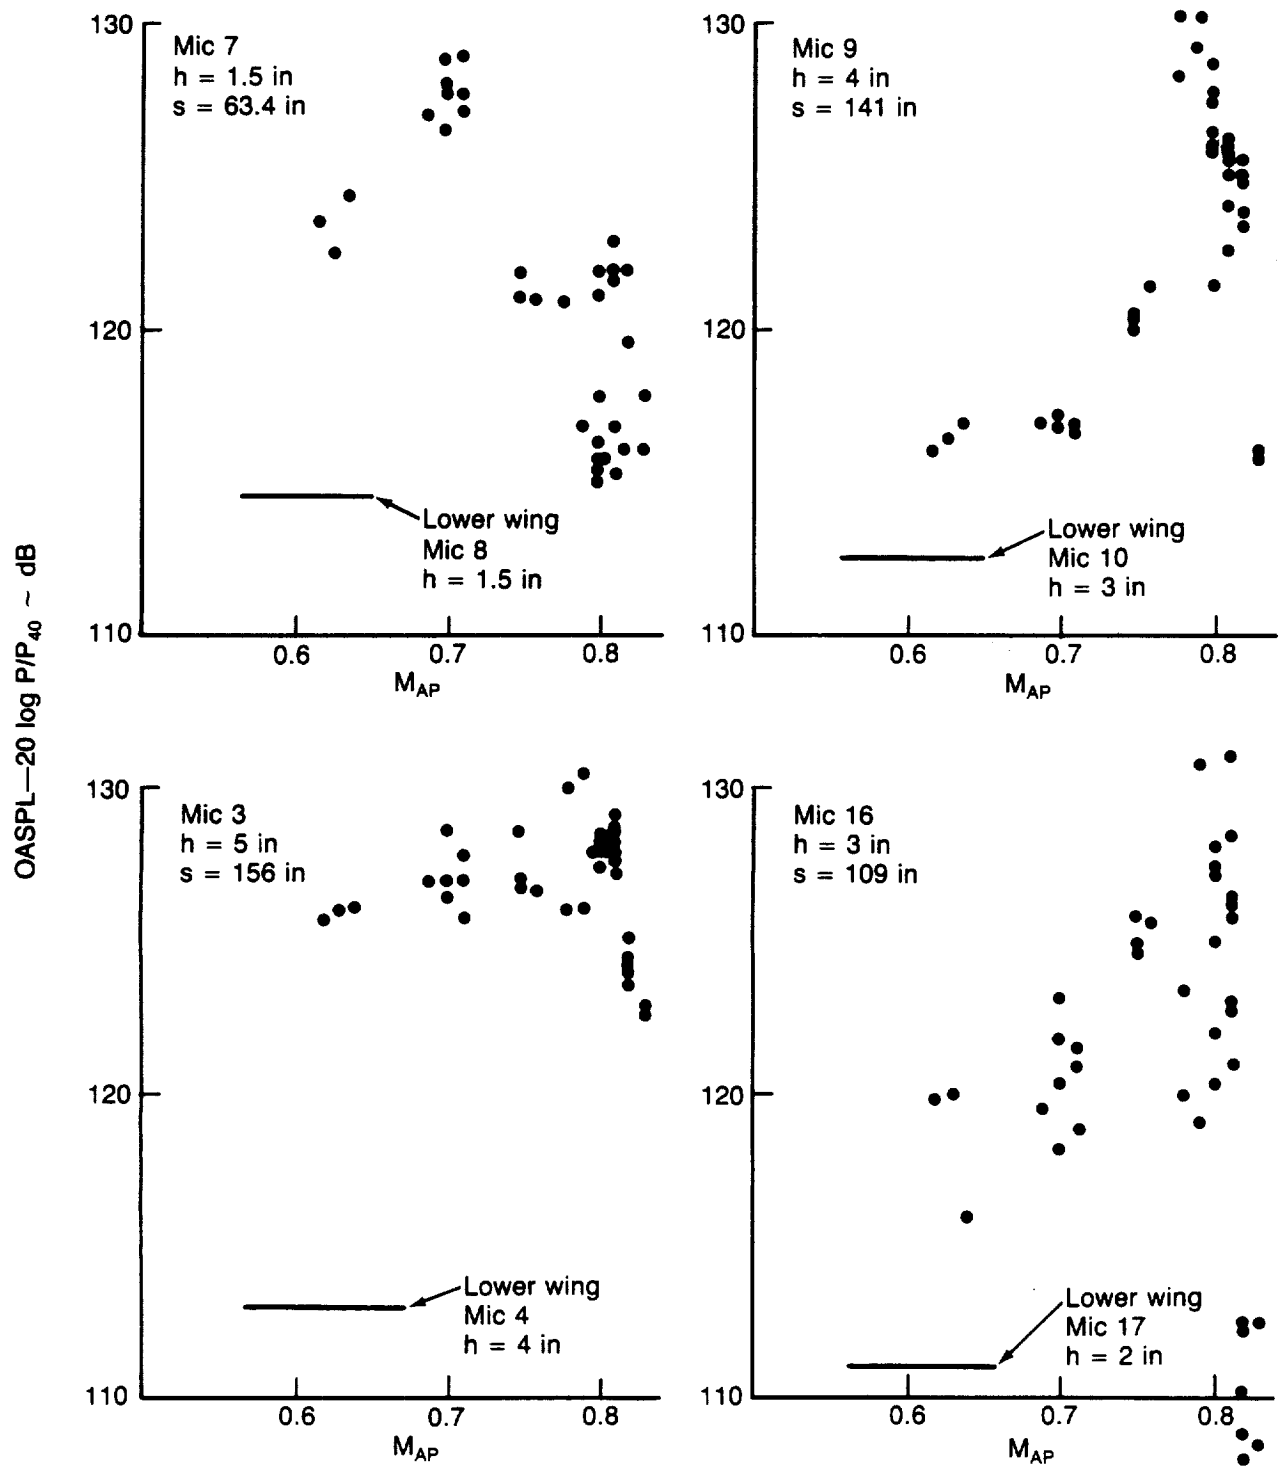 OASPL—20 log P/P40 ~ dB
130
Mic 7
h = 1.5 in
s = 63.4 in
120
Lower wing
Mic 8
h = 1.5 in
110
0.6 0.7 0.8
MAP
130
Mic 9
h = 4 in
s = 141 in
120
Lower wing
Mic 10
h = 3 in
110
0.6 0.7 0.8
MAP
130
Mic 3
h = 5 in
s = 156 in
120
Lower wing
Mic 4
h = 4 in
110
0.6 0.7 0.8
MAP
130
Mic 16
h = 3 in
s = 109 in
120
Lower wing
Mic 17
h = 2 in
110
0.6 0.7 0.8
MAP